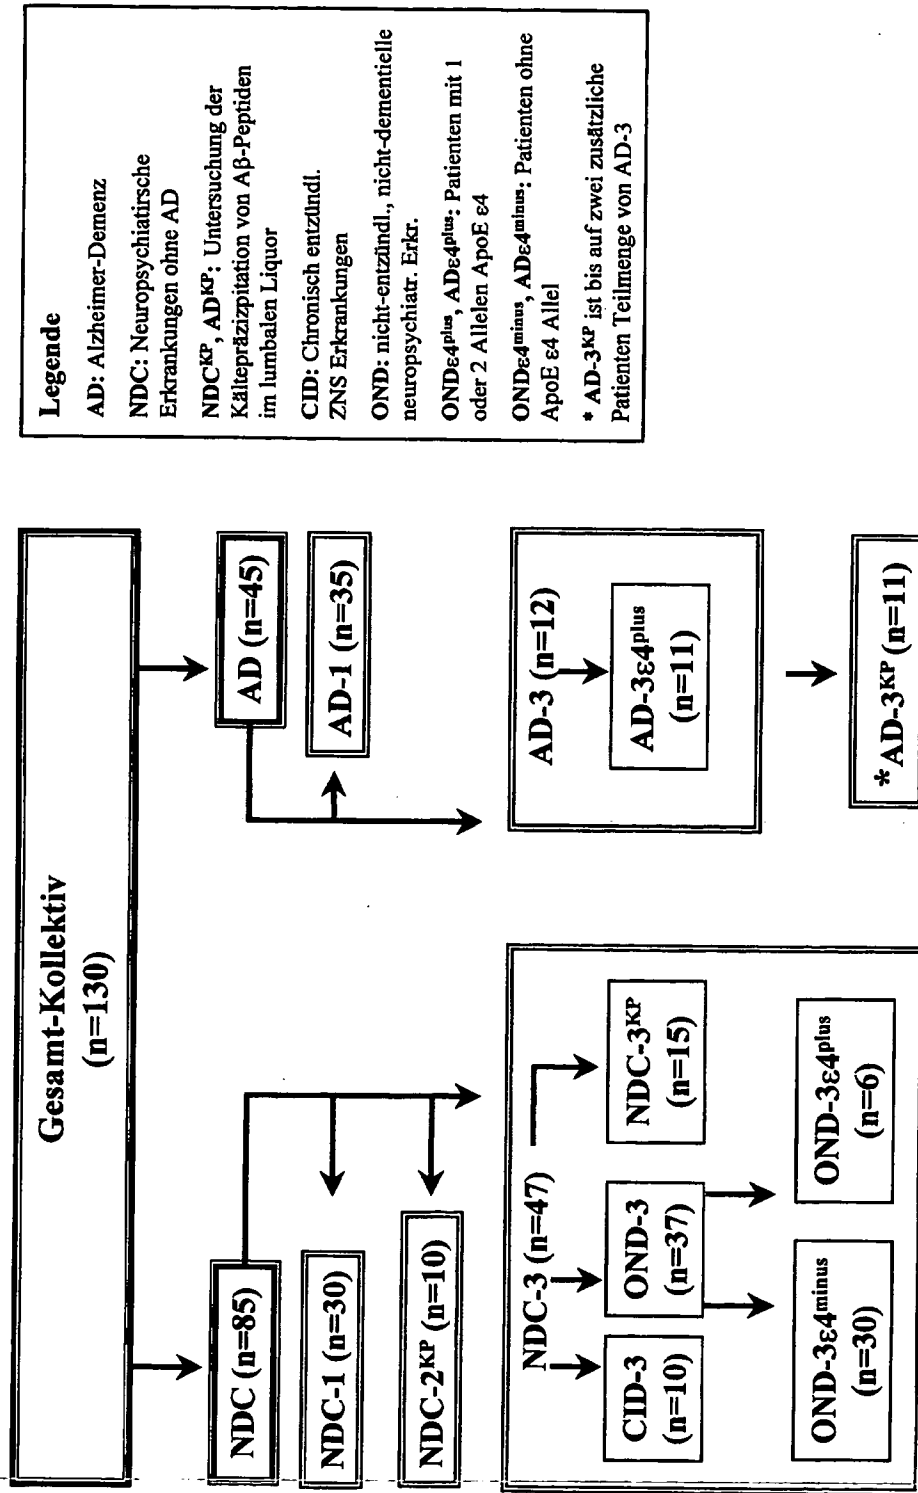 Gesamt-Kollektiv
(n=130)
NDC (n=85)
NDC-1 (n=30)
NDC-2ᴷᴾ (n=10)
NDC-3 (n=47)
CID-3
(n=10)
OND-3
(n=37)
NDC-3ᴷᴾ
(n=15)
OND-3ε4ᵐⁱⁿᵘˢ
(n=30)
OND-3ε4ᵖˡᵘˢ
(n=6)
AD (n=45)
AD-1 (n=35)
AD-3 (n=12)
AD-3ε4ᵖˡᵘˢ
(n=11)
*AD-3ᴷᴾ (n=11)
Legende
AD: Alzheimer-Demenz
NDC: Neuropsychiatirsche
Erkrankungen ohne AD
NDCᴷᴾ, ADᴷᴾ: Untersuchung der
Kältepräzizpitation von Aβ-Peptiden
im lumbalen Liquor
CID: Chronisch entzündl.
ZNS Erkrankungen
OND: nicht-entzündl., nicht-dementielle
neuropsychiatr. Erkr.
ONDε4ᵖˡᵘˢ, ADε4ᵖˡᵘˢ: Patienten mit 1
oder 2 Allelen ApoE ε4
ONDε4ᵐⁱⁿᵘˢ, ADε4ᵐⁱⁿᵘˢ: Patienten ohne
ApoE ε4 Allel
* AD-3ᴷᴾ ist bis auf zwei zusätzliche
Patienten Teilmenge von AD-3